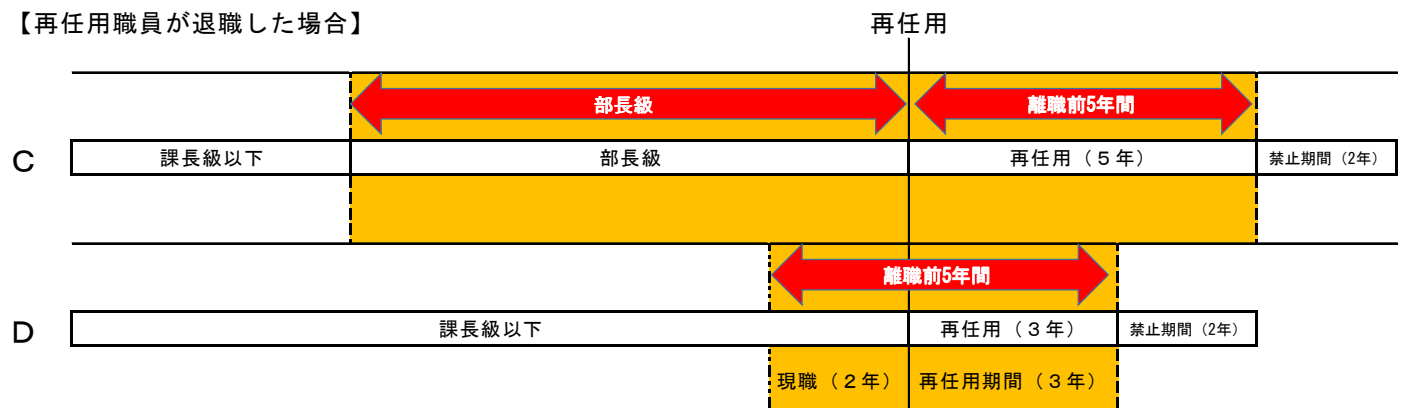 【再任用職員が退職した場合】
再任用
部長級
離職前5年間
C
課長級以下
部長級
再任用（５年）
禁止期間（2年）
離職前5年間
D
課長級以下
再任用（３年）
禁止期間（2年）
現職（２年）
再任用期間（３年）